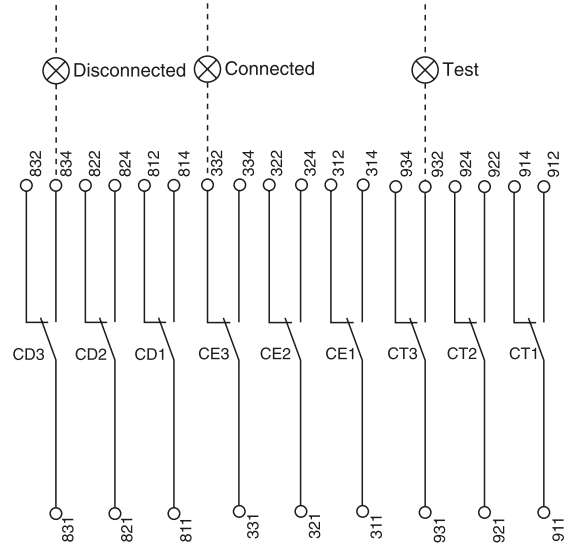 Disconnected Connected Test
832 834 822 824 812 814 332 334 322 324 312 314 934 932 924 922 914 912
CD3 CD2 CD1 CE3 CE2 CE1 CT3 CT2 CT1
831 821 811 331 321 311 931 921 911